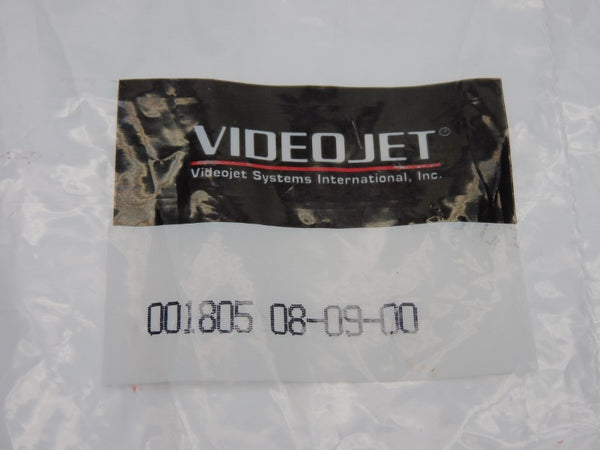 VIDEOJET®
Videojet Systems International, Inc.
001805 08-09-00